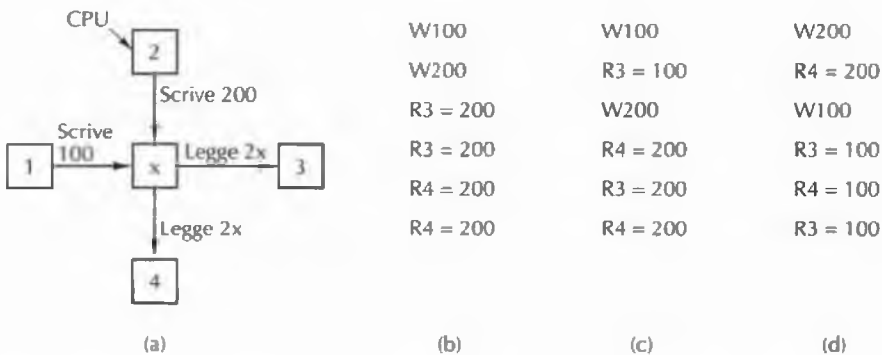 CPU
2
Scrive 200
Scrive
100
1
x
Legge 2x
3
Legge 2x
4
(a)
W100
W200
R3 = 200
R3 = 200
R4 = 200
R4 = 200
(b)
W100
R3 = 100
W200
R4 = 200
R3 = 200
R4 = 200
(c)
W200
R4 = 200
W100
R3 = 100
R4 = 100
R3 = 100
(d)